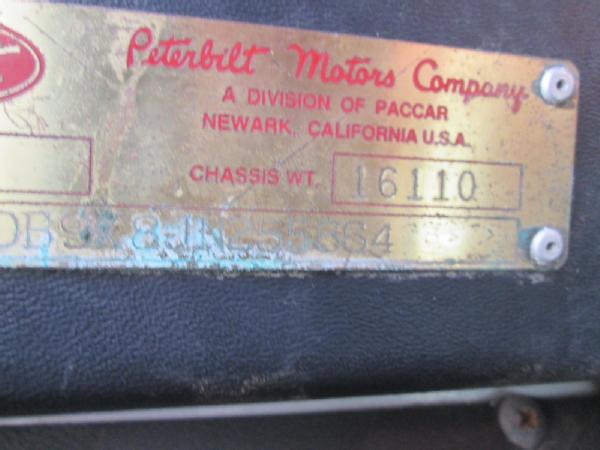 Peterbilt Motors Company
A DIVISION OF PACCAR
NEWARK, CALIFORNIA U.S.A.
CHASSIS WT. 16110